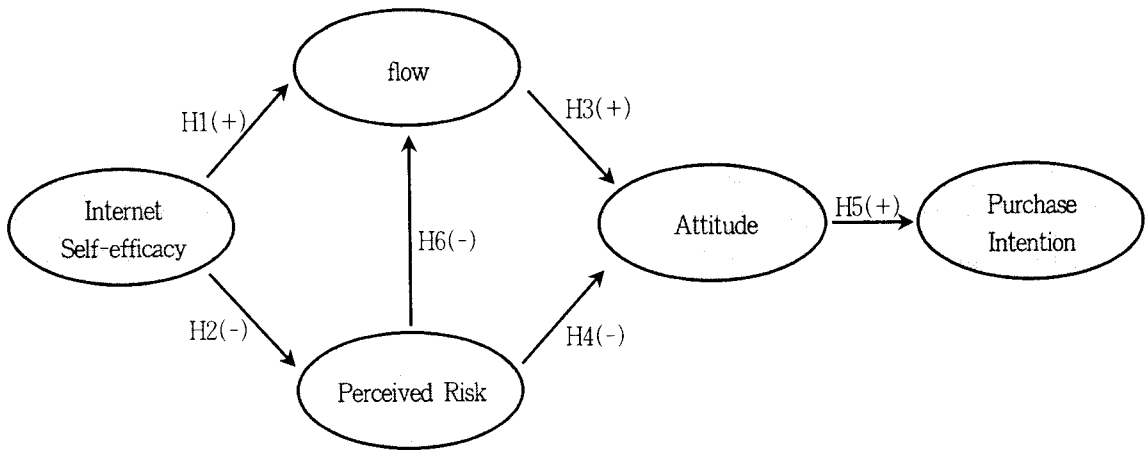 flow
H1(+)
H3(+)
Internet
Self-efficacy
H6(-)
Attitude
H5(+)
Purchase
Intention
H2(-)
H4(-)
Perceived Risk